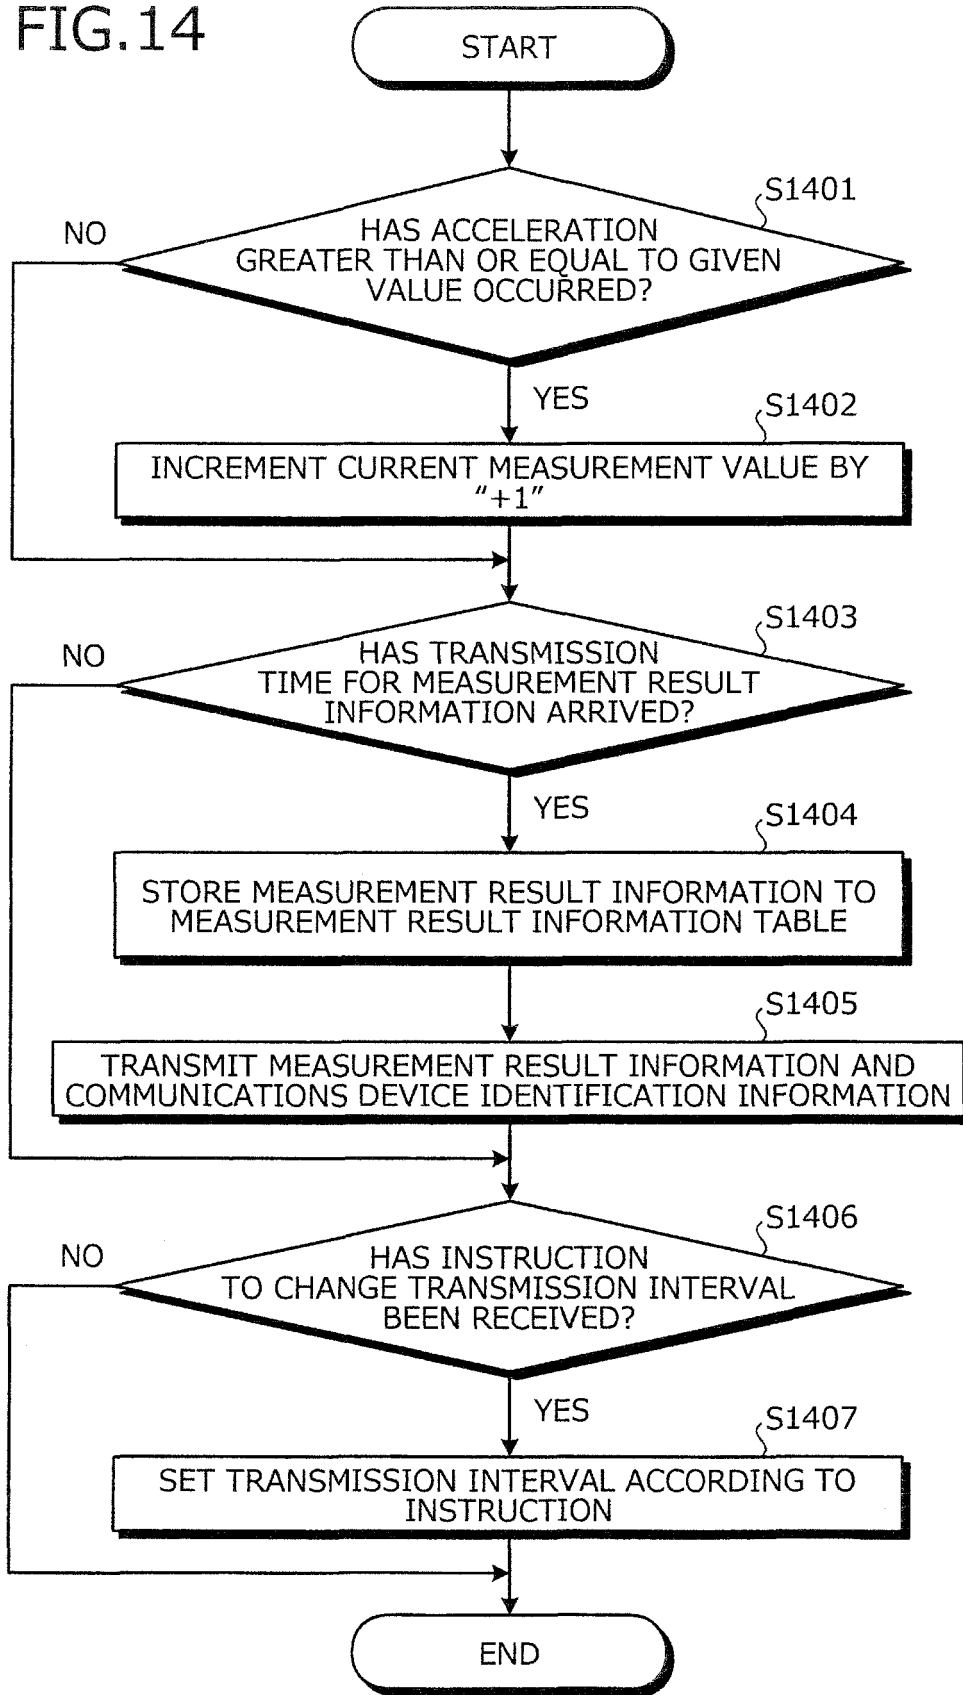 FIG.14
START
S1401
NO
HAS ACCELERATION
GREATER THAN OR EQUAL TO GIVEN
VALUE OCCURRED?
YES
S1402
INCREMENT CURRENT MEASUREMENT VALUE BY
"+1"
S1403
NO
HAS TRANSMISSION
TIME FOR MEASUREMENT RESULT
INFORMATION ARRIVED?
YES
S1404
STORE MEASUREMENT RESULT INFORMATION TO
MEASUREMENT RESULT INFORMATION TABLE
S1405
TRANSMIT MEASUREMENT RESULT INFORMATION AND
COMMUNICATIONS DEVICE IDENTIFICATION INFORMATION
S1406
NO
HAS INSTRUCTION
TO CHANGE TRANSMISSION INTERVAL
BEEN RECEIVED?
YES
S1407
SET TRANSMISSION INTERVAL ACCORDING TO
INSTRUCTION
END